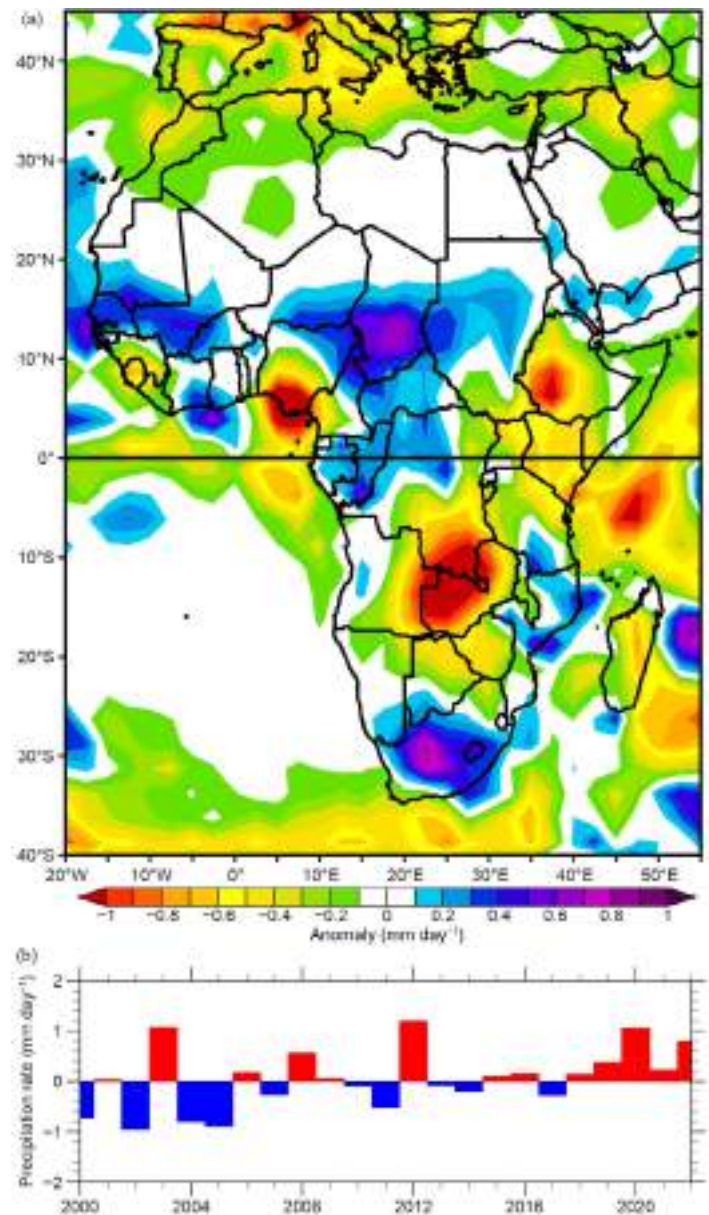 (a)
40°N
30°N
20°N
10°N
0°
10°S
20°S
30°S
40°S
20°W 10°W 0° 10°E 20°E 30°E 40°E 50°E
−1 −0.8 −0.6 −0.4 −0.2 0 0.2 0.4 0.6 0.8 1
Anomaly (mm day⁻¹)
(b)
Precipitation rate (mm day⁻¹)
2
1
0
−1
−2
2000 2004 2008 2012 2016 2020